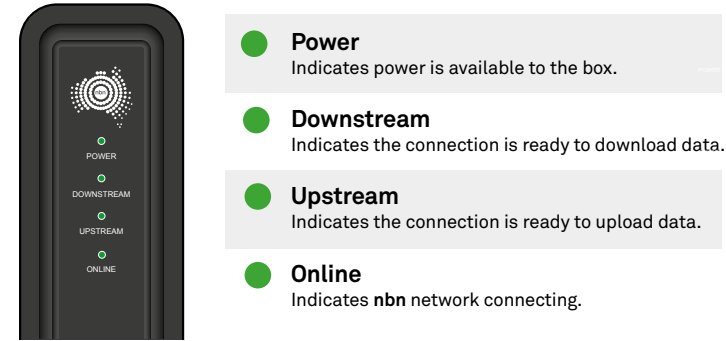 nbn
POWER
DOWNSTREAM
UPSTREAM
ONLINE
Power
Indicates power is available to the box.
Downstream
Indicates the connection is ready to download data.
Upstream
Indicates the connection is ready to upload data.
Online
Indicates nbn network connecting.